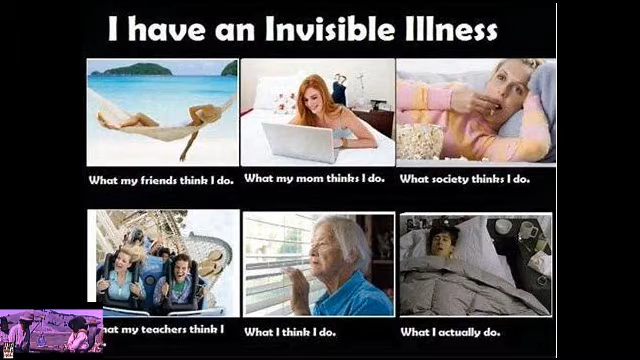 I have an Invisible Illness
What my friends think I do. What my mom thinks I do. What society thinks I do.
hat my teachers think I What I think I do. What I actually do.